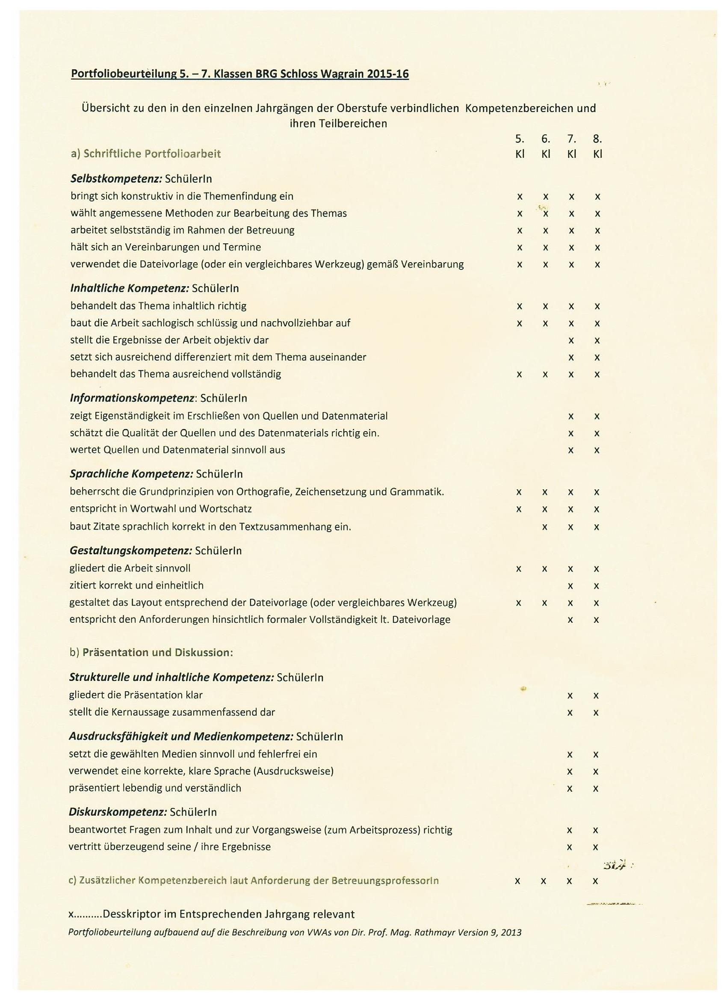 Portfoliobeurteilung 5. – 7. Klassen BRG Schloss Wagrain 2015-16
Übersicht zu den in den einzelnen Jahrgängen der Oberstufe verbindlichen Kompetenzbereichen und
ihren Teilbereichen
5. 6. 7. 8.
a) Schriftliche Portfolioarbeit Kl Kl Kl Kl
Selbstkompetenz: SchülerIn
bringt sich konstruktiv in die Themenfindung ein x x x x
wählt angemessene Methoden zur Bearbeitung des Themas x x x x
arbeitet selbstständig im Rahmen der Betreuung x x x x
hält sich an Vereinbarungen und Termine x x x x
verwendet die Dateivorlage (oder ein vergleichbares Werkzeug) gemäß Vereinbarung x x x x
Inhaltliche Kompetenz: SchülerIn
behandelt das Thema inhaltlich richtig x x x x
baut die Arbeit sachlogisch schlüssig und nachvollziehbar auf x x x x
stellt die Ergebnisse der Arbeit objektiv dar x x
setzt sich ausreichend differenziert mit dem Thema auseinander x x
behandelt das Thema ausreichend vollständig x x x x
Informationskompetenz: SchülerIn
zeigt Eigenständigkeit im Erschließen von Quellen und Datenmaterial x x
schätzt die Qualität der Quellen und des Datenmaterials richtig ein. x x
wertet Quellen und Datenmaterial sinnvoll aus x x
Sprachliche Kompetenz: SchülerIn
beherrscht die Grundprinzipien von Orthografie, Zeichensetzung und Grammatik. x x x x
entspricht in Wortwahl und Wortschatz x x x x
baut Zitate sprachlich korrekt in den Textzusammenhang ein. x x x
Gestaltungskompetenz: SchülerIn
gliedert die Arbeit sinnvoll x x x x
zitiert korrekt und einheitlich x x
gestaltet das Layout entsprechend der Dateivorlage (oder vergleichbares Werkzeug) x x x x
entspricht den Anforderungen hinsichtlich formaler Vollständigkeit lt. Dateivorlage x x
b) Präsentation und Diskussion:
Strukturelle und inhaltliche Kompetenz: SchülerIn
gliedert die Präsentation klar x x
stellt die Kernaussage zusammenfassend dar x x
Ausdrucksfähigkeit und Medienkompetenz: SchülerIn
setzt die gewählten Medien sinnvoll und fehlerfrei ein x x
verwendet eine korrekte, klare Sprache (Ausdrucksweise) x x
präsentiert lebendig und verständlich x x
Diskurskompetenz: SchülerIn
beantwortet Fragen zum Inhalt und zur Vorgangsweise (zum Arbeitsprozess) richtig x x
vertritt überzeugend seine / ihre Ergebnisse x x
c) Zusätzlicher Kompetenzbereich laut Anforderung der BetreuungsprofessorIn x x x x
x..........Desskriptor im Entsprechenden Jahrgang relevant
Portfoliobeurteilung aufbauend auf die Beschreibung von VWAs von Dir. Prof. Mag. Rathmayr Version 9, 2013